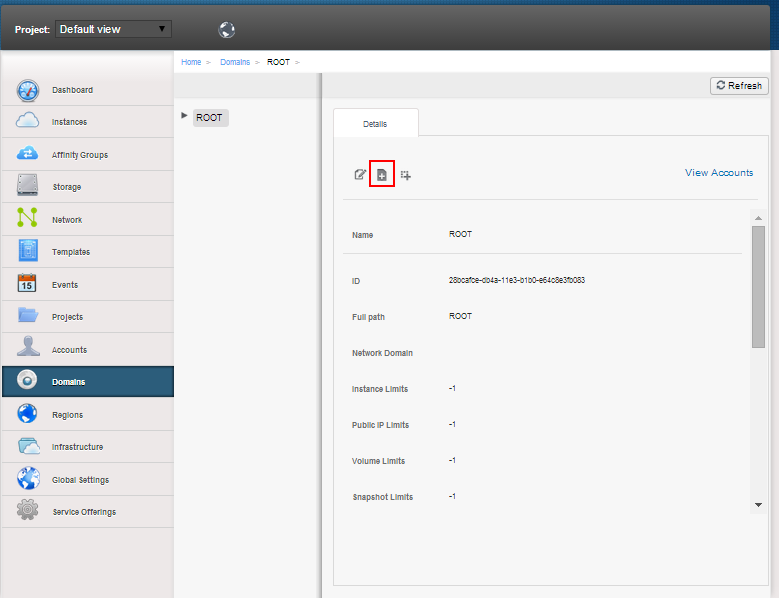 Project: Default view
Home > Domains > ROOT >
Refresh
ROOT
Details
View Accounts
Dashboard
Instances
Affinity Groups
Storage
Network
Templates
15
Events
Projects
Accounts
Domains
Regions
Infrastructure
Global Settings
Service Offerings
Name ROOT
ID 28bcafce-db4a-11e3-b1b0-e64c8e3fb083
Full path ROOT
Network Domain
Instance Limits -1
Public IP Limits -1
Volume Limits -1
Snapshot Limits -1